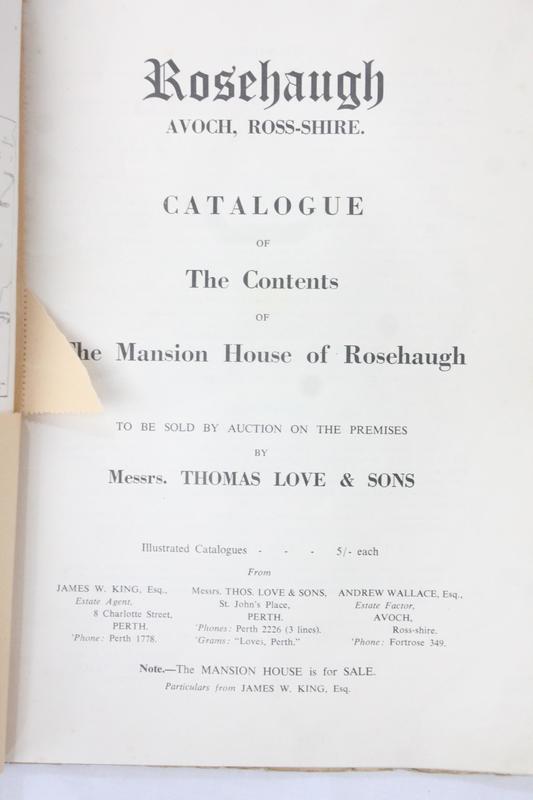 Rosehaugh
AVOCH, ROSS-SHIRE.
CATALOGUE
OF
The Contents
OF
The Mansion House of Rosehaugh
TO BE SOLD BY AUCTION ON THE PREMISES
BY
Messrs. THOMAS LOVE & SONS
Illustrated Catalogues - - - 5/- each
From
JAMES W. KING, Esq.,
Estate Agent,
8 Charlotte Street,
PERTH.
'Phone: Perth 1778.
Messrs. THOS. LOVE & SONS,
St. John's Place,
PERTH.
'Phones: Perth 2226 (3 lines).
'Grams: "Loves, Perth."
ANDREW WALLACE, Esq.,
Estate Factor,
AVOCH,
Ross-shire.
'Phone: Fortrose 349.
Note.—The MANSION HOUSE is for SALE.
Particulars from JAMES W. KING, Esq.